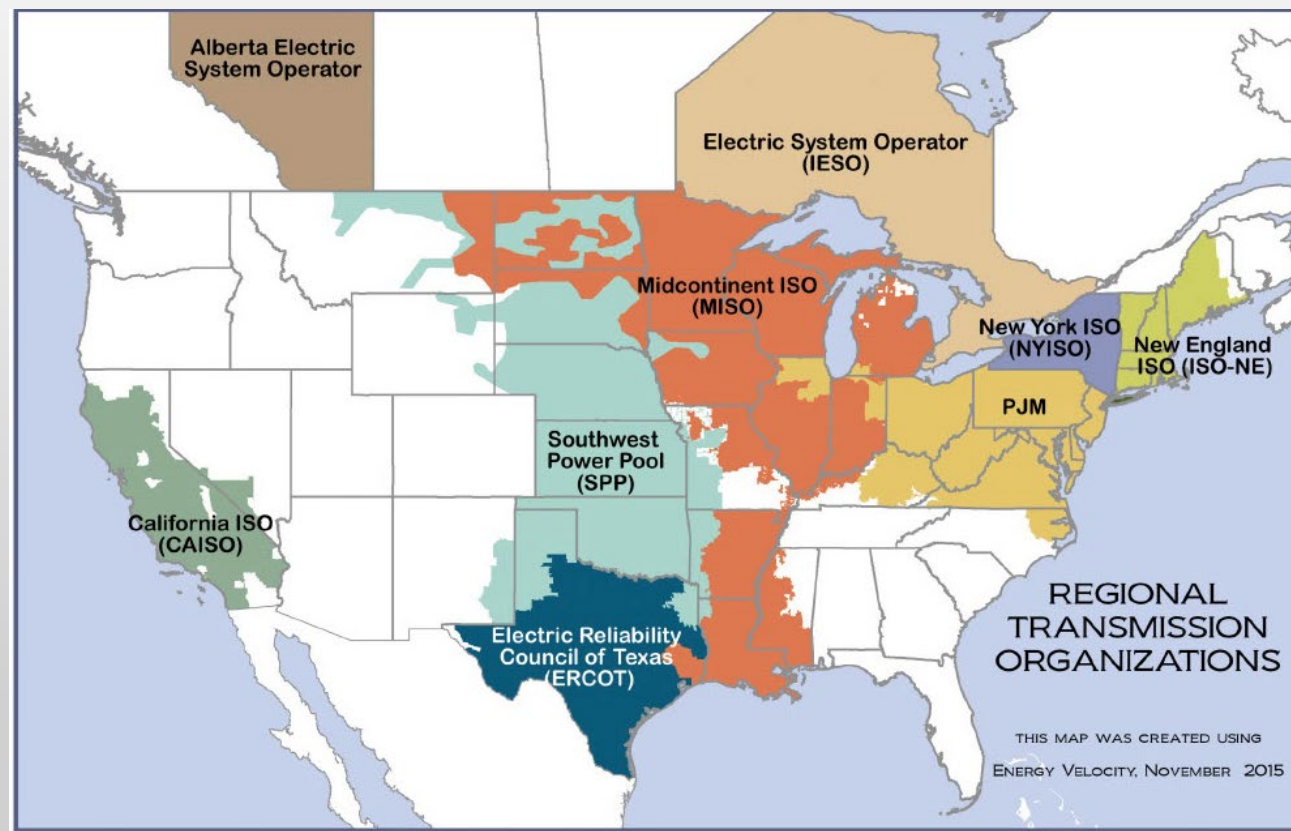 Alberta Electric
System Operator
Electric System Operator
(IESO)
Midcontinent ISO
(MISO)
New York ISO
(NYISO)
New England
ISO (ISO-NE)
PJM
Southwest
Power Pool
(SPP)
California ISO
(CAISO)
Electric Reliability
Council of Texas
(ERCOT)
REGIONAL
TRANSMISSION
ORGANIZATIONS
THIS MAP WAS CREATED USING
ENERGY VELOCITY, NOVEMBER 2015